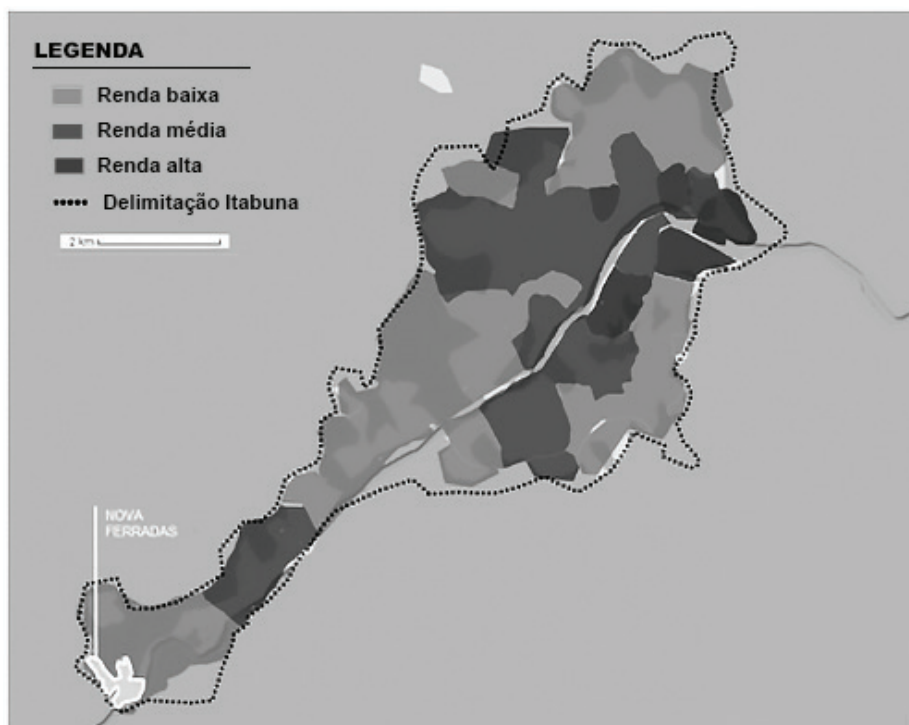 LEGENDA
Renda baixa
Renda média
Renda alta
Delimitação Itabuna
2 km
NOVA
FERRADAS